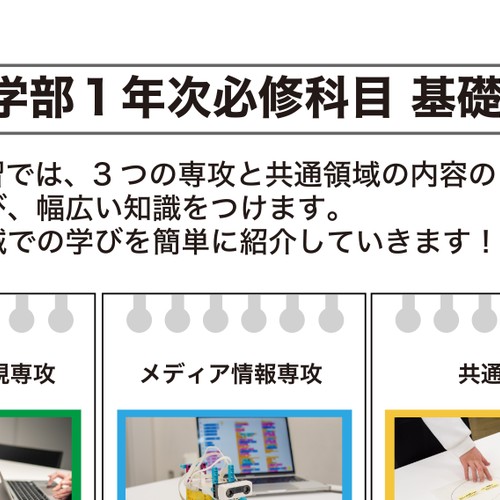 学部1年次必修科目 基礎
習では、3つの専攻と共通領域の内容の
び、幅広い知識をつけます。
域での学びを簡単に紹介していきます！
現専攻
メディア情報専攻
共通